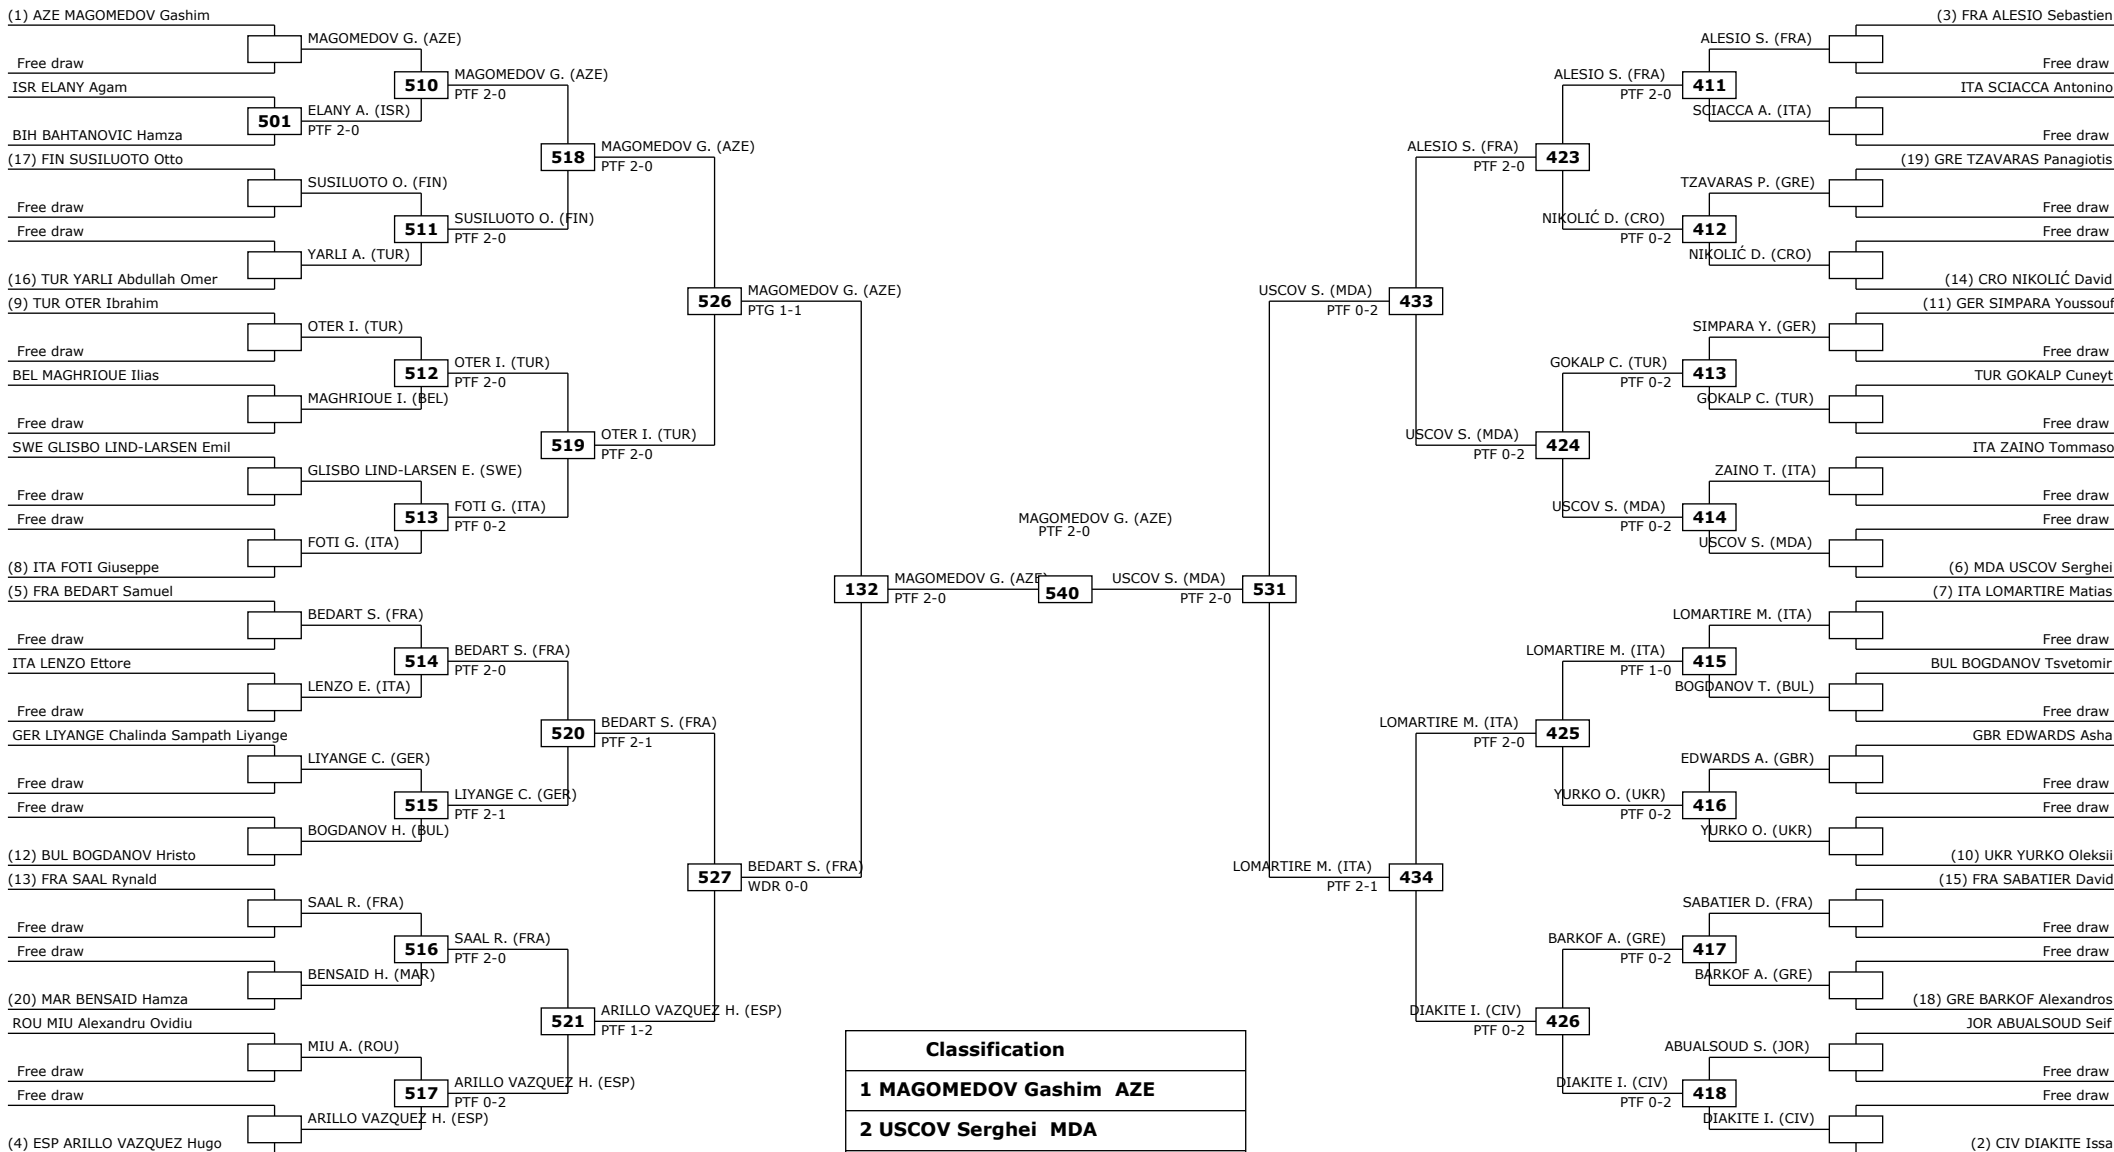 (1) AZE MAGOMEDOV Gashim
Free draw
ISR ELANY Agam
BIH BAHTANOVIC Hamza
(17) FIN SUSILUOTO Otto
Free draw
Free draw
(16) TUR YARLI Abdullah Omer
(9) TUR OTER Ibrahim
Free draw
BEL MAGHRIOUE Ilias
Free draw
SWE GLISBO LIND-LARSEN Emil
Free draw
Free draw
(8) ITA FOTI Giuseppe
(5) FRA BEDART Samuel
Free draw
ITA LENZO Ettore
Free draw
GER LIYANGE Chalinda Sampath Liyange
Free draw
Free draw
(12) BUL BOGDANOV Hristo
(13) FRA SAAL Rynald
Free draw
Free draw
(20) MAR BENSAID Hamza
ROU MIU Alexandru Ovidiu
Free draw
Free draw
(4) ESP ARILLO VAZQUEZ Hugo
MAGOMEDOV G. (AZE)
501
ELANY A. (ISR)
PTF 2-0
SUSILUOTO O. (FIN)
YARLI A. (TUR)
OTER I. (TUR)
MAGHRIOUE I. (BEL)
GLISBO LIND-LARSEN E. (SWE)
FOTI G. (ITA)
BEDART S. (FRA)
LENZO E. (ITA)
LIYANGE C. (GER)
BOGDANOV H. (BUL)
SAAL R. (FRA)
BENSAID H. (MAR)
MIU A. (ROU)
ARILLO VAZQUEZ H. (ESP)
510
MAGOMEDOV G. (AZE)
PTF 2-0
511
SUSILUOTO O. (FIN)
PTF 2-0
512
OTER I. (TUR)
PTF 2-0
513
FOTI G. (ITA)
PTF 0-2
514
BEDART S. (FRA)
PTF 2-0
515
LIYANGE C. (GER)
PTF 2-1
516
SAAL R. (FRA)
PTF 2-0
517
ARILLO VAZQUEZ H. (ESP)
PTF 0-2
518
MAGOMEDOV G. (AZE)
PTF 2-0
519
OTER I. (TUR)
PTF 2-0
520
BEDART S. (FRA)
PTF 2-1
521
ARILLO VAZQUEZ H. (ESP)
PTF 1-2
526
MAGOMEDOV G. (AZE)
PTG 1-1
527
BEDART S. (FRA)
WDR 0-0
132
MAGOMEDOV G. (AZE)
PTF 2-0
MAGOMEDOV G. (AZE)
PTF 2-0
540
USCOV S. (MDA)
PTF 2-0
531
USCOV S. (MDA)
PTF 0-2
433
LOMARTIRE M. (ITA)
PTF 2-1
434
ALESIO S. (FRA)
PTF 2-0
423
USCOV S. (MDA)
PTF 0-2
424
LOMARTIRE M. (ITA)
PTF 2-0
425
DIAKITE I. (CIV)
PTF 0-2
426
ALESIO S. (FRA)
PTF 2-0
411
NIKOLIĆ D. (CRO)
PTF 0-2
412
GOKALP C. (TUR)
PTF 0-2
413
USCOV S. (MDA)
PTF 0-2
414
LOMARTIRE M. (ITA)
PTF 1-0
415
YURKO O. (UKR)
PTF 0-2
416
BARKOF A. (GRE)
PTF 0-2
417
DIAKITE I. (CIV)
PTF 0-2
418
ALESIO S. (FRA)
SCIACCA A. (ITA)
TZAVARAS P. (GRE)
NIKOLIĆ D. (CRO)
SIMPARA Y. (GER)
GOKALP C. (TUR)
ZAINO T. (ITA)
USCOV S. (MDA)
LOMARTIRE M. (ITA)
BOGDANOV T. (BUL)
EDWARDS A. (GBR)
YURKO O. (UKR)
SABATIER D. (FRA)
BARKOF A. (GRE)
ABUALSOUD S. (JOR)
DIAKITE I. (CIV)
(3) FRA ALESIO Sebastien
Free draw
ITA SCIACCA Antonino
Free draw
(19) GRE TZAVARAS Panagiotis
Free draw
Free draw
(14) CRO NIKOLIĆ David
(11) GER SIMPARA Youssouf
Free draw
TUR GOKALP Cuneyt
Free draw
ITA ZAINO Tommaso
Free draw
Free draw
(6) MDA USCOV Serghei
(7) ITA LOMARTIRE Matias
Free draw
BUL BOGDANOV Tsvetomir
Free draw
GBR EDWARDS Asha
Free draw
Free draw
(10) UKR YURKO Oleksii
(15) FRA SABATIER David
Free draw
Free draw
(18) GRE BARKOF Alexandros
JOR ABUALSOUD Seif
Free draw
Free draw
(2) CIV DIAKITE Issa
Classification
1 MAGOMEDOV Gashim AZE
2 USCOV Serghei MDA